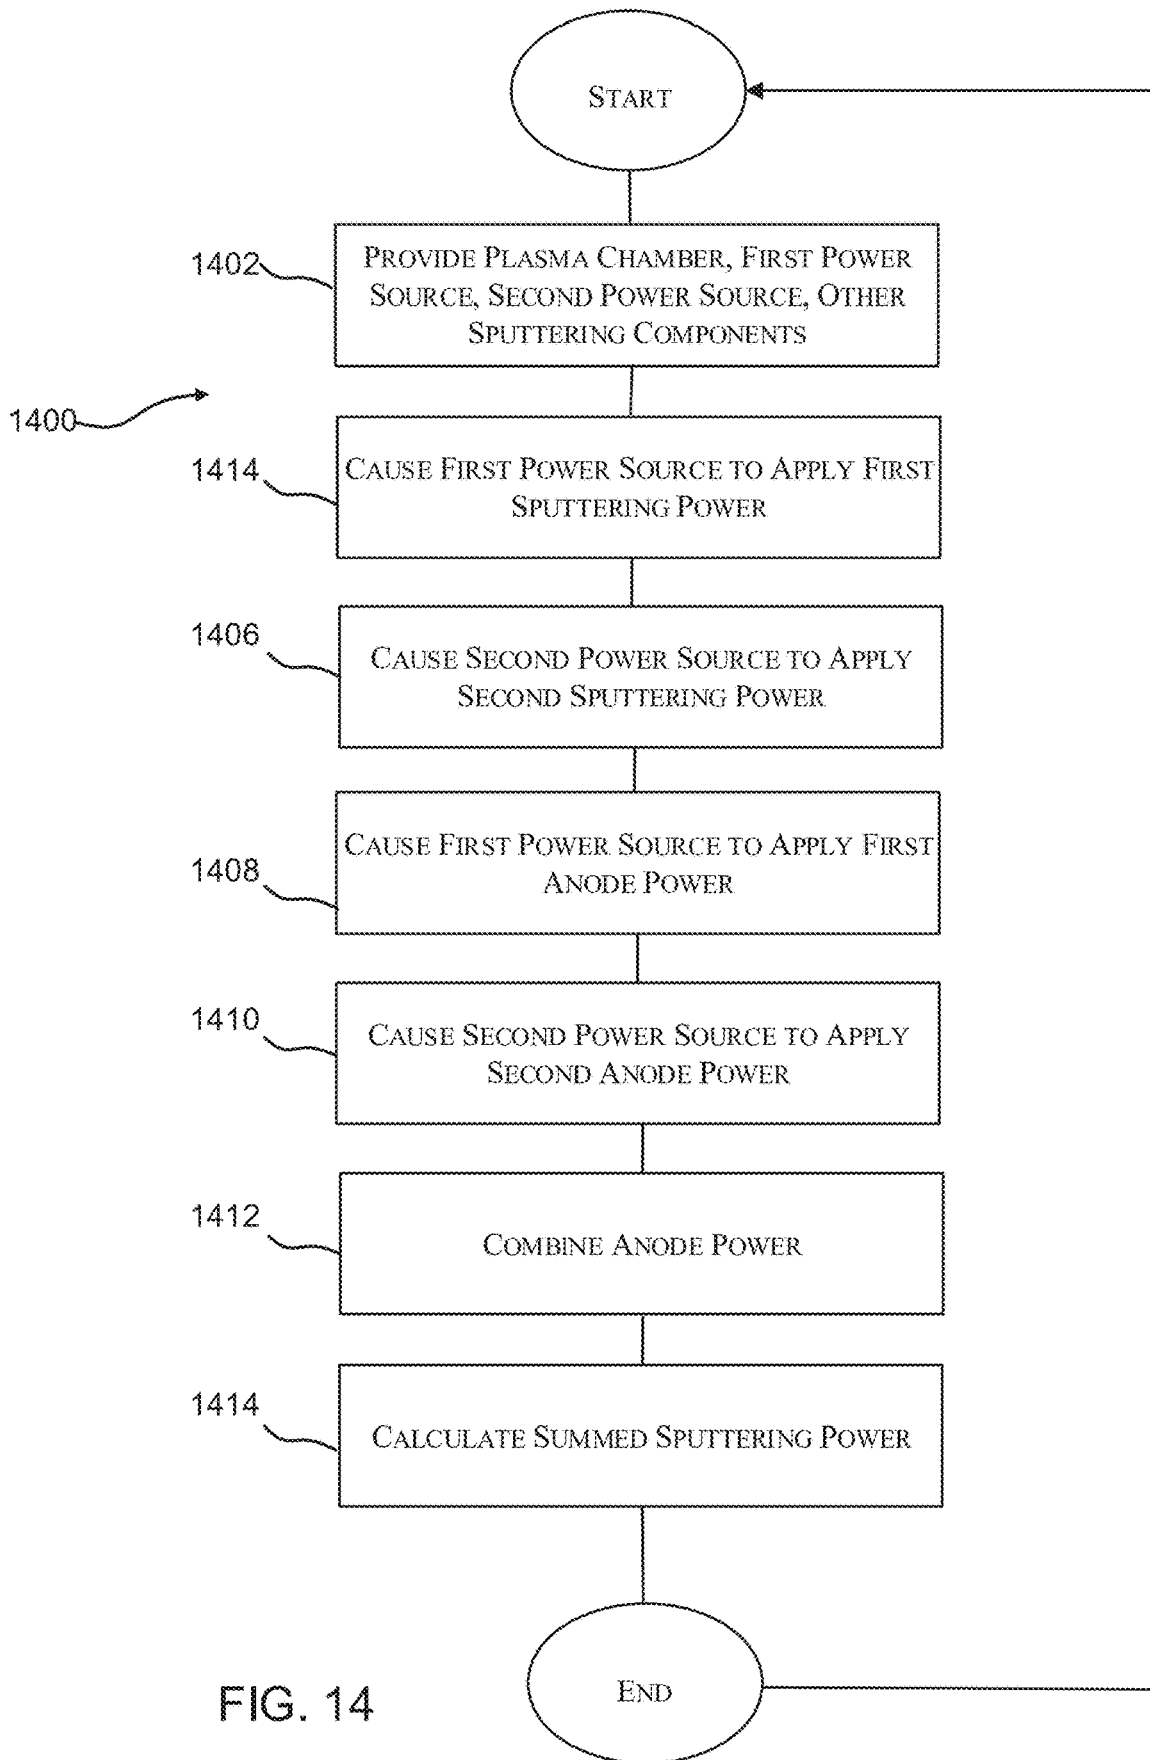 START
1402
PROVIDE PLASMA CHAMBER, FIRST POWER
SOURCE, SECOND POWER SOURCE, OTHER
SPUTTERING COMPONENTS
1400
1414
CAUSE FIRST POWER SOURCE TO APPLY FIRST
SPUTTERING POWER
1406
CAUSE SECOND POWER SOURCE TO APPLY
SECOND SPUTTERING POWER
1408
CAUSE FIRST POWER SOURCE TO APPLY FIRST
ANODE POWER
1410
CAUSE SECOND POWER SOURCE TO APPLY
SECOND ANODE POWER
1412
COMBINE ANODE POWER
1414
CALCULATE SUMMED SPUTTERING POWER
END
FIG. 14